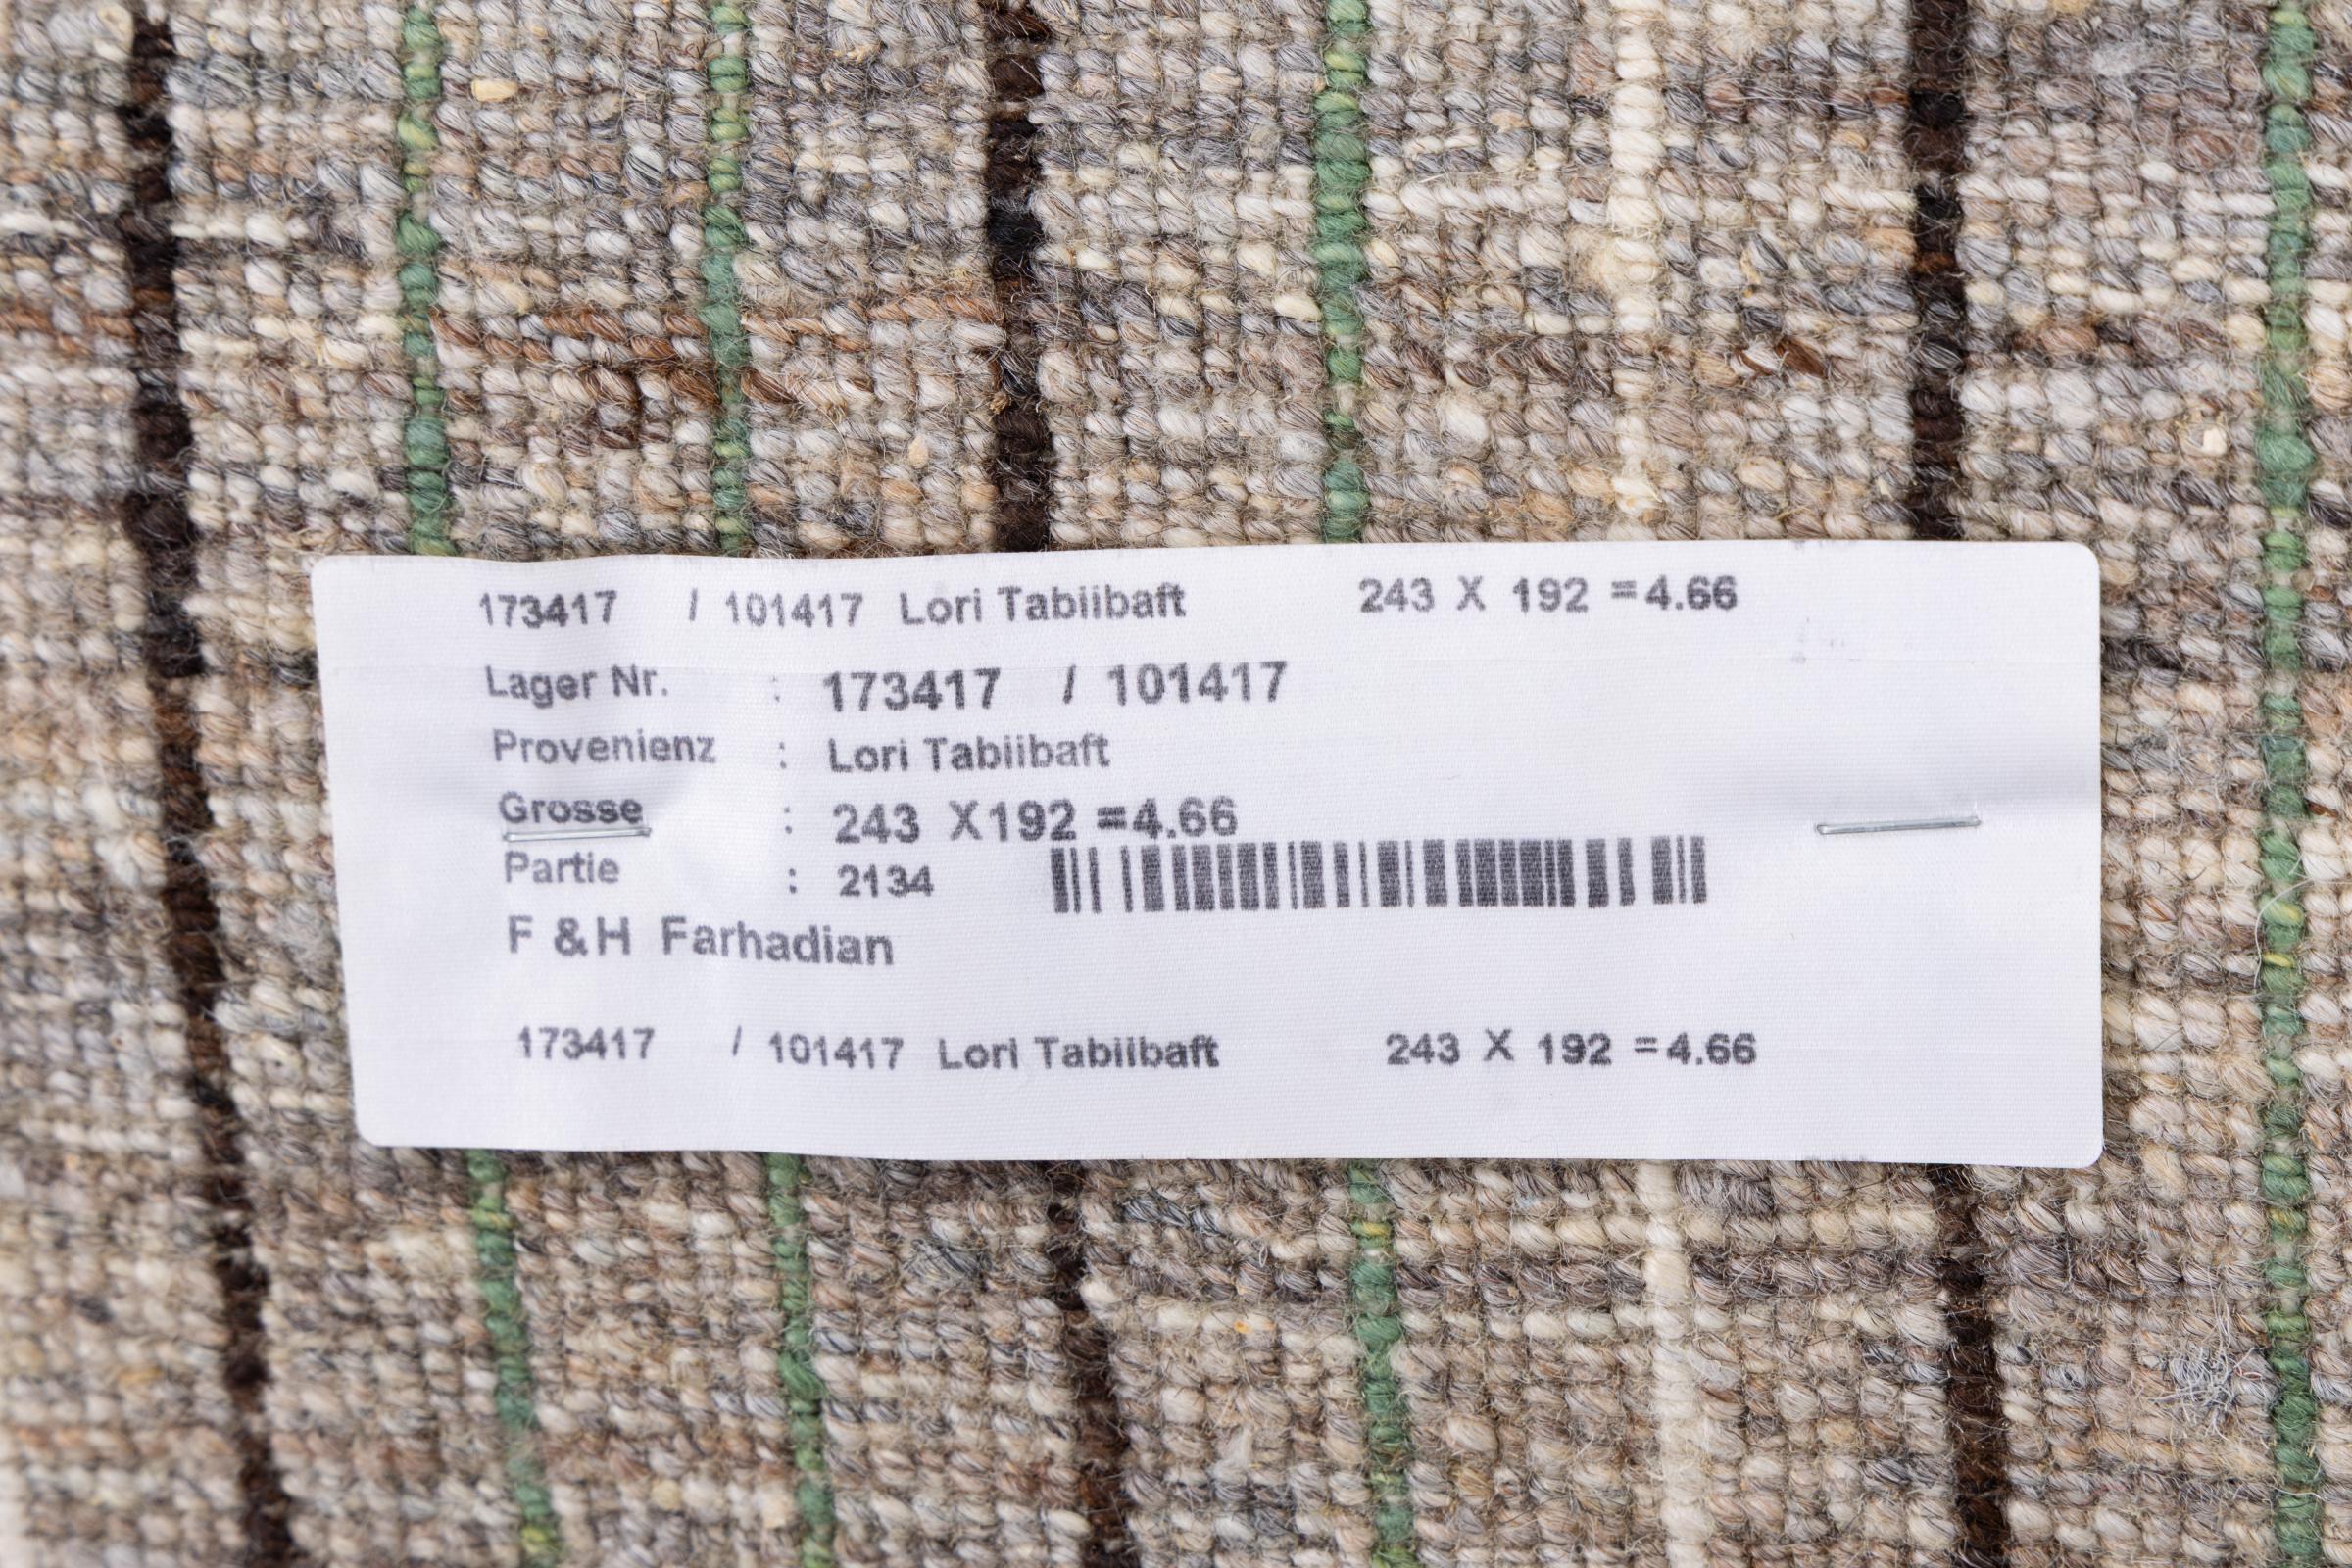 173417 / 101417 Lori Tabiibaft 243 X 192 =4.66
Lager Nr. : 173417 / 101417
Provenienz : Lori Tabiibaft
Grosse : 243 X192 =4.66
Partie : 2134
F & H Farhadian
173417 / 101417 Lori Tabiibaft 243 X 192 =4.66